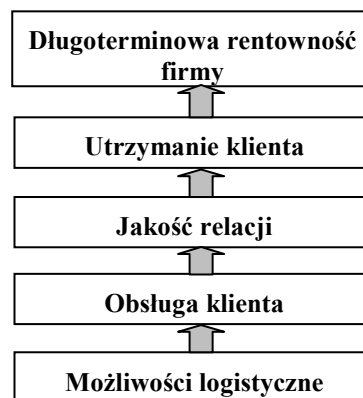 Długoterminowa rentowność
firmy
Utrzymanie klienta
Jakość relacji
Obsługa klienta
Możliwości logistyczne